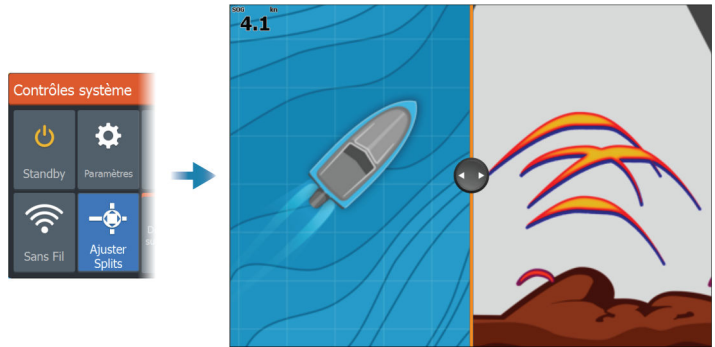 Contrôles système
Standby
Paramètres
Sans Fil
Ajuster
Splits
SOG kn
4.1